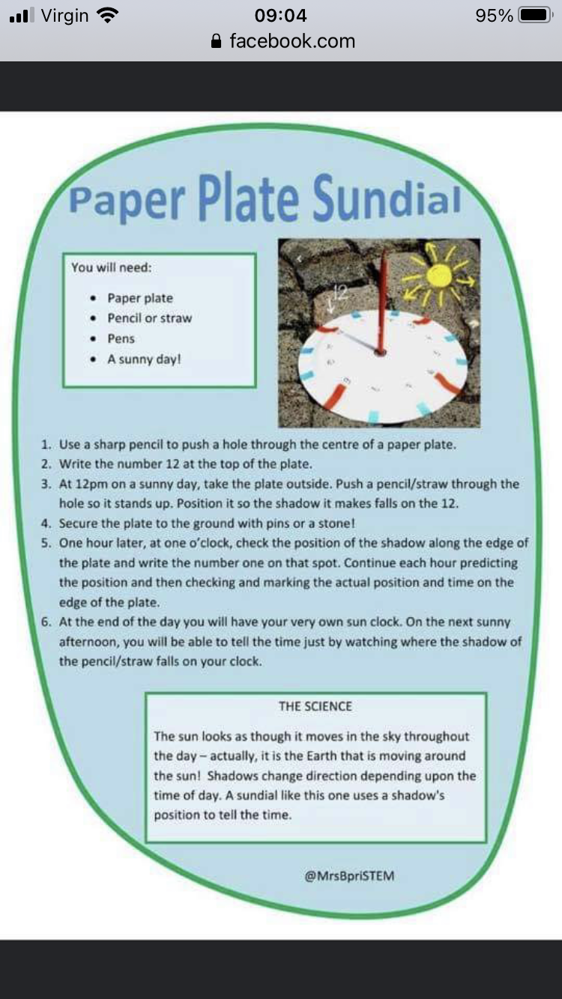 Virgin 09:04 95%
facebook.com
Paper Plate Sundial
You will need:
• Paper plate
• Pencil or straw
• Pens
• A sunny day!
12
1. Use a sharp pencil to push a hole through the centre of a paper plate.
2. Write the number 12 at the top of the plate.
3. At 12pm on a sunny day, take the plate outside. Push a pencil/straw through the
hole so it stands up. Position it so the shadow it makes falls on the 12.
4. Secure the plate to the ground with pins or a stone!
5. One hour later, at one o’clock, check the position of the shadow along the edge of
the plate and write the number one on that spot. Continue each hour predicting
the position and then checking and marking the actual position and time on the
edge of the plate.
6. At the end of the day you will have your very own sun clock. On the next sunny
afternoon, you will be able to tell the time just by watching where the shadow of
the pencil/straw falls on your clock.
THE SCIENCE
The sun looks as though it moves in the sky throughout
the day – actually, it is the Earth that is moving around
the sun! Shadows change direction depending upon the
time of day. A sundial like this one uses a shadow's
position to tell the time.
@MrsBpriSTEM